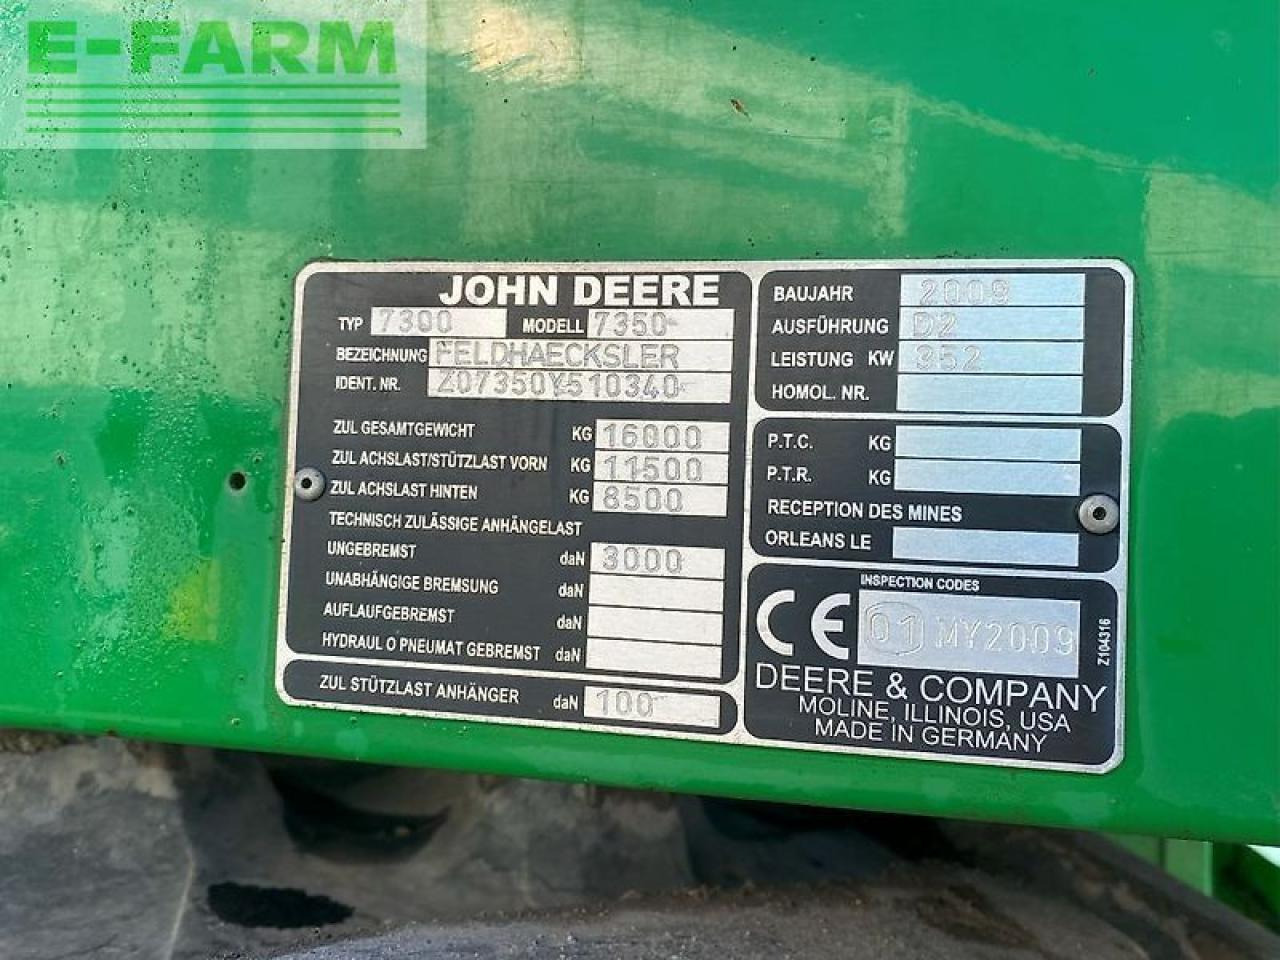 E-FARM
JOHN DEERE
TYP 7300 MODELL 7350
BEZEICHNUNG FELDHAECKSLER
IDENT. NR. Z07350Y510340
ZUL GESAMTGEWICHT KG 16000
ZUL ACHSLAST/STÜTZLAST VORN KG 11500
ZUL ACHSLAST HINTEN KG 8500
TECHNISCH ZULÄSSIGE ANHÄNGELAST
UNGEBREMST daN 3000
UNABHÄNGIGE BREMSUNG daN
AUFLAUFGEBREMST daN
HYDRAUL O PNEUMAT GEBREMST daN
ZUL STÜTZLAST ANHÄNGER daN 100
BAUJAHR 2009
AUSFÜHRUNG D2
LEISTUNG KW 352
HOMOL. NR.
P.T.C. KG
P.T.R. KG
RECEPTION DES MINES
ORLEANS LE
INSPECTION CODES
CE 01 MY2009
Z104316
DEERE & COMPANY
MOLINE, ILLINOIS, USA
MADE IN GERMANY